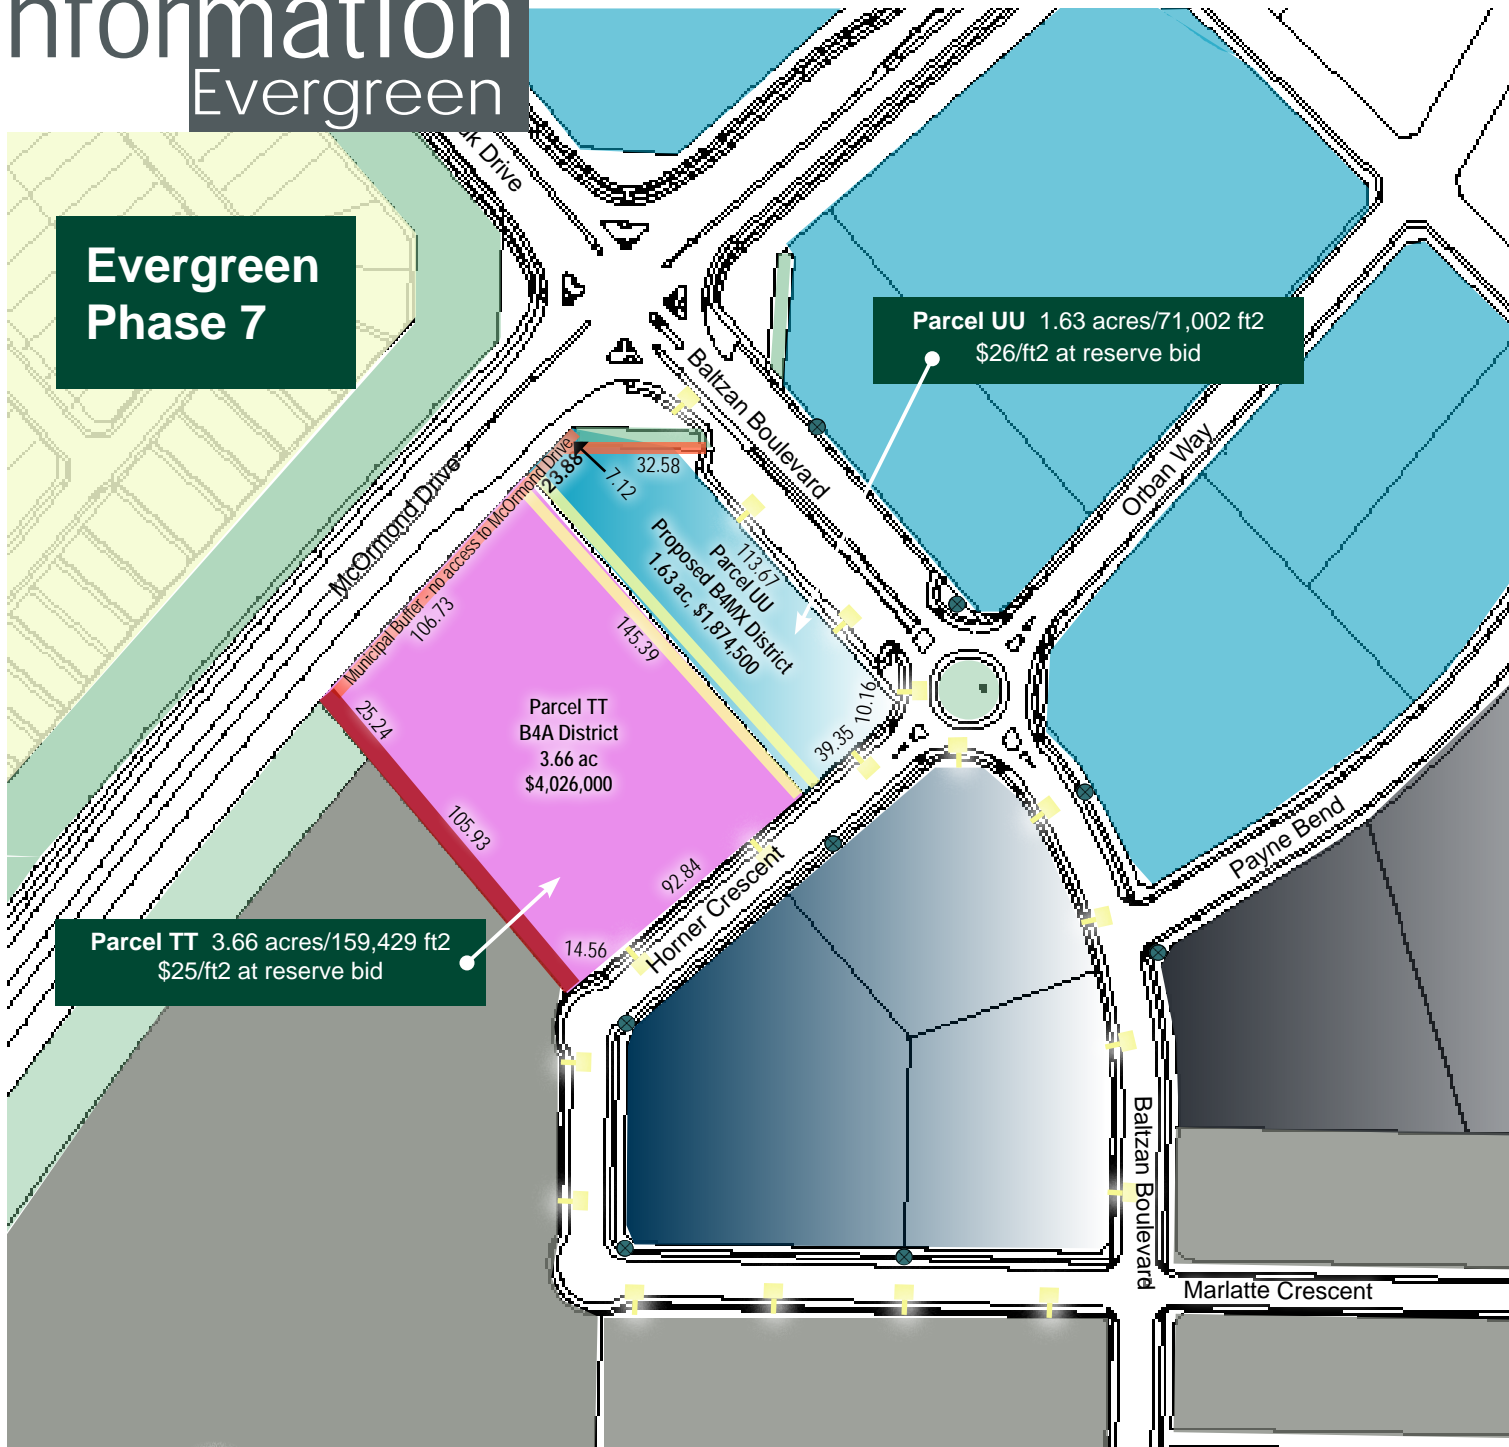 nformation
Evergreen
Evergreen
Phase 7
Drive
Parcel UU 1.63 acres/71,002 ft2
$26/ft2 at reserve bid
Baltzan Boulevard
Orban Way
McOrmond Drive
Municipal Buffer - no access to McOrmond Drive
23.88
7.12
32.58
113.67
Parcel UU
Proposed B4MX District
1.63 ac, $1,874,500
106.73
145.39
10.16
39.35
25.24
Parcel TT
B4A District
3.66 ac
$4,026,000
105.93
92.84
14.56
Horner Crescent
Payne Bend
Parcel TT 3.66 acres/159,429 ft2
$25/ft2 at reserve bid
Baltzan Boulevard
Marlatte Crescent